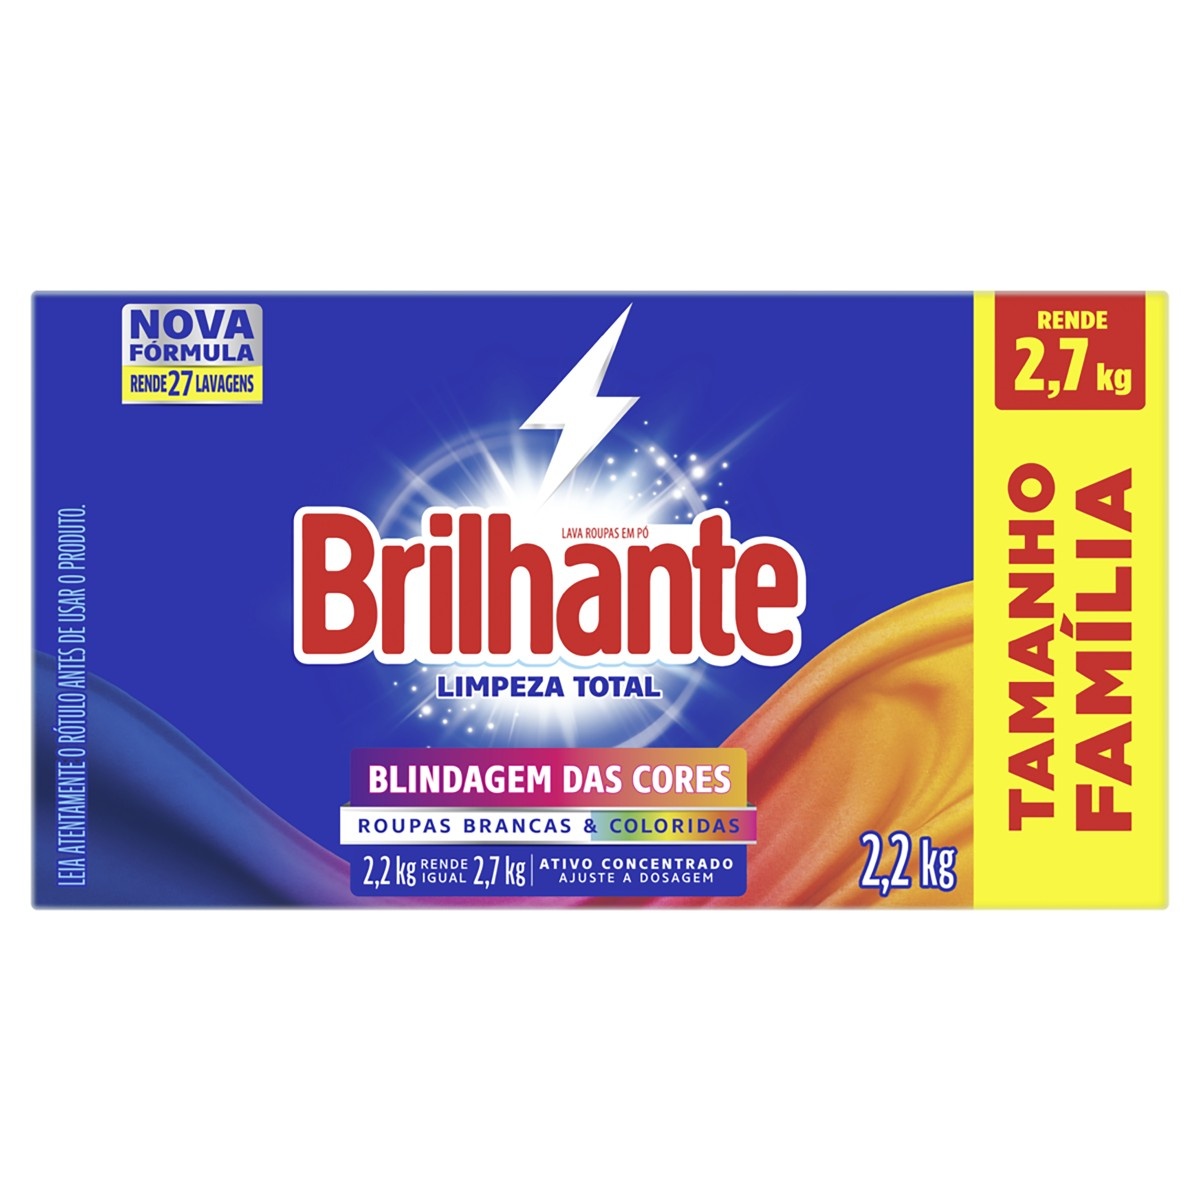 NOVA
FÓRMULA
RENDE 27 LAVAGENS
RENDE
2,7 kg
TAMANHO
FAMÍLIA
LAVA ROUPAS EM PÓ
Brilhante
LIMPEZA TOTAL
BLINDAGEM DAS CORES
ROUPAS BRANCAS & COLORIDAS
2,2 kg RENDE IGUAL 2,7 kg | ATIVO CONCENTRADO
AJUSTE A DOSAGEM
2,2 kg
LEIA ATENTAMENTE O RÓTULO ANTES DE USAR O PRODUTO.